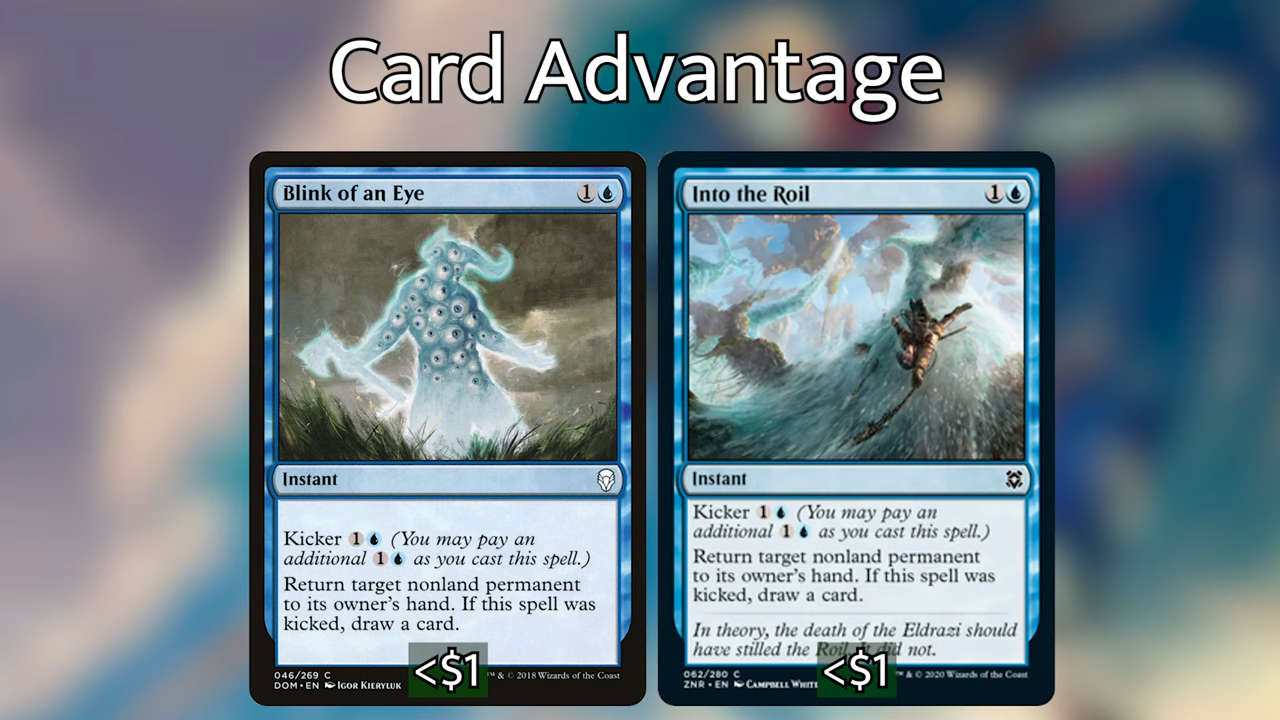 Card Advantage
Blink of an Eye 1
Instant
Kicker 1 (You may pay an
additional 1 as you cast this spell.)
Return target nonland permanent
to its owner's hand. If this spell was
kicked, draw a card.
046/269 C
DOM • EN IGOR KIERYLUK
™ & © 2018 Wizards of the Coast
<$1
Into the Roil 1
Instant
Kicker 1 (You may pay an
additional 1 as you cast this spell.)
Return target nonland permanent
to its owner's hand. If this spell was
kicked, draw a card.
In theory, the death of the Eldrazi should
have stilled the Roil. It did not.
062/280 C
ZNR • EN CAMPBELL WHITE
™ & © 2020 Wizards of the Coast
<$1